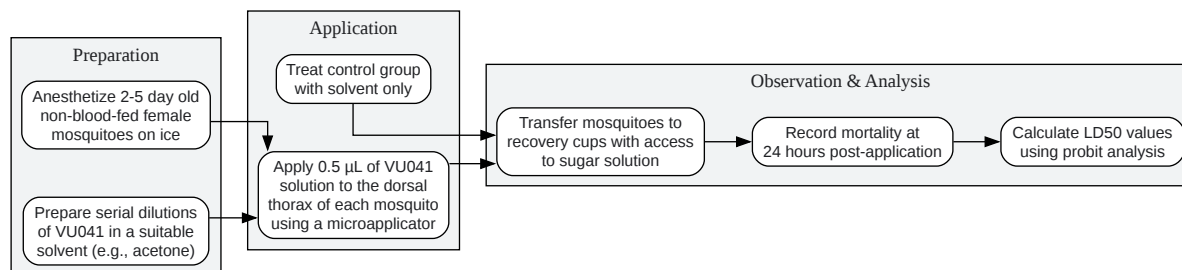 Preparation
Anesthetize 2-5 day old
non-blood-fed female
mosquitoes on ice
Prepare serial dilutions
of VU041 in a suitable
solvent (e.g., acetone)
Application
Treat control group
with solvent only
Apply 0.5 µL of VU041
solution to the dorsal
thorax of each mosquito
using a microapplicator
Observation & Analysis
Transfer mosquitoes to
recovery cups with access
to sugar solution
Record mortality at
24 hours post-application
Calculate LD50 values
using probit analysis